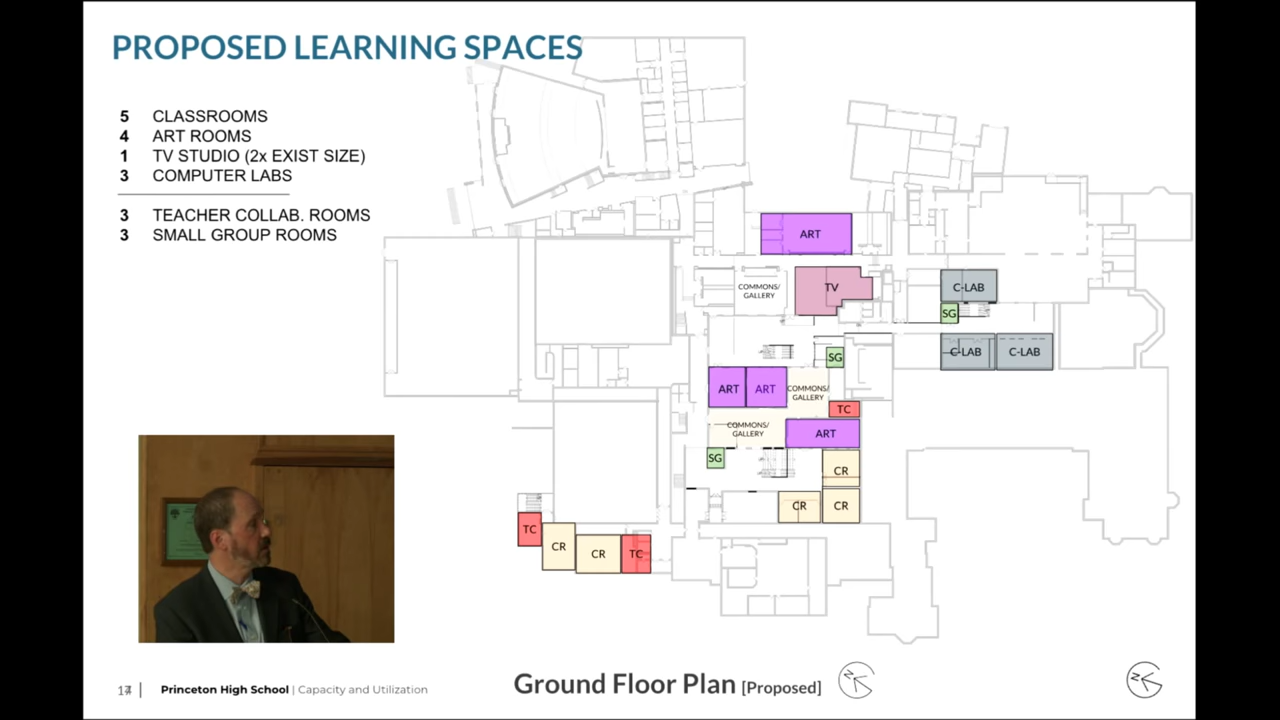 PROPOSED LEARNING SPACES
5 CLASSROOMS
4 ART ROOMS
1 TV STUDIO (2x EXIST SIZE)
3 COMPUTER LABS
3 TEACHER COLLAB. ROOMS
3 SMALL GROUP ROOMS
ART
COMMONS/
GALLERY
TV
C-LAB
SG
SG
C-LAB
C-LAB
ART
ART
COMMONS/
GALLERY
TC
COMMONS/
GALLERY
ART
SG
CR
CR
CR
TC
CR
CR
TC
Princeton High School | Capacity and Utilization
Ground Floor Plan [Proposed]
N
N